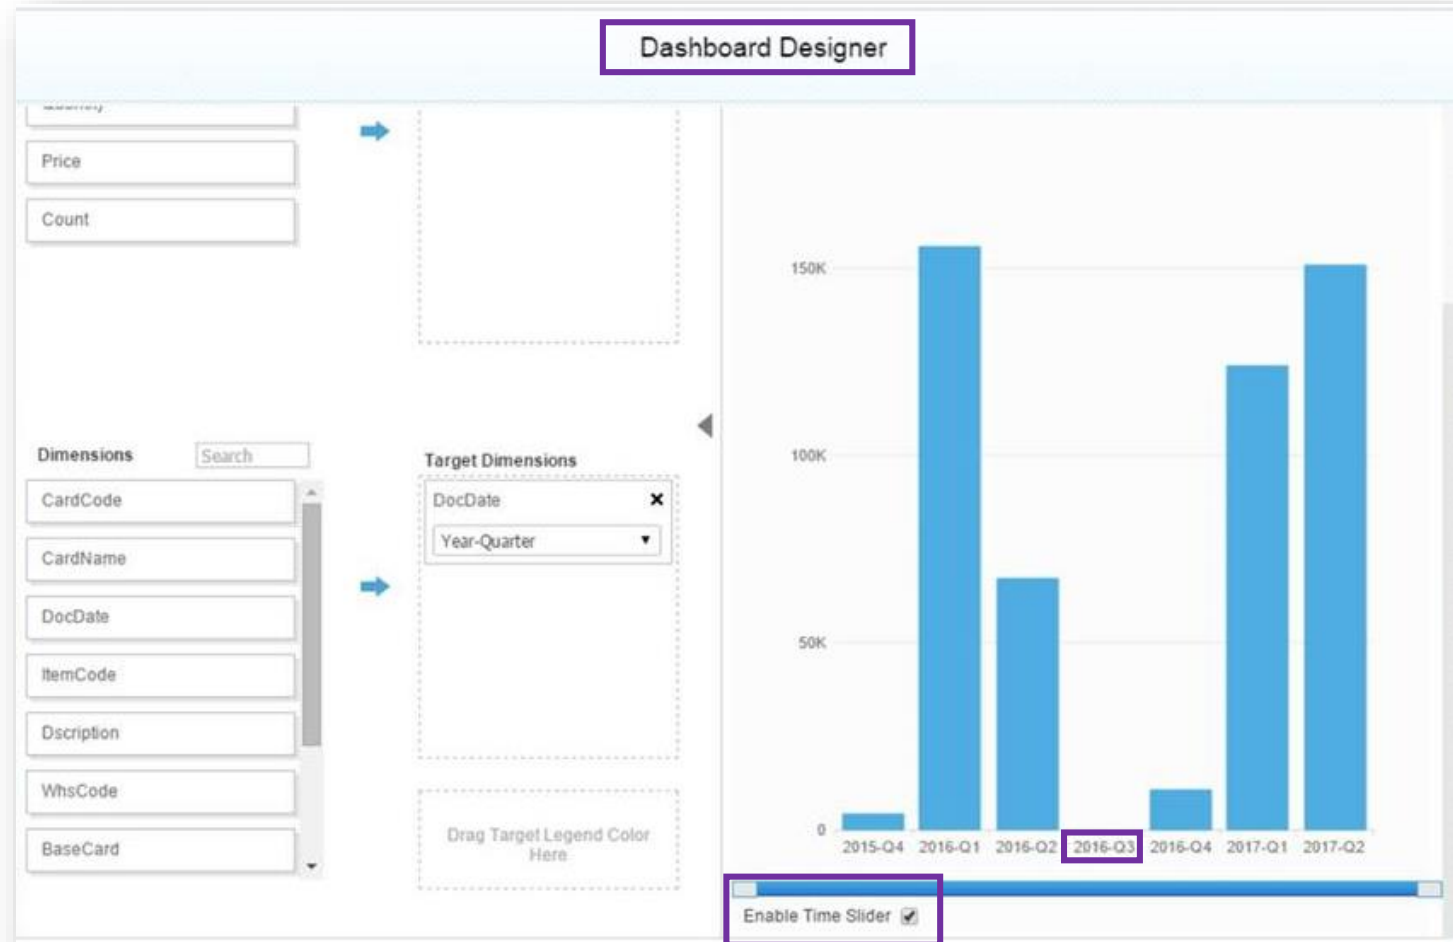 Dashboard Designer
Price
Count
Dimensions
Search
CardCode
CardName
DocDate
ItemCode
Dscription
WhsCode
BaseCard
Target Dimensions
DocDate
Year-Quarter
Drag Target Legend Color
Here
150K
100K
50K
0
2015-Q4 2016-Q1 2016-Q2 2016-Q3 2016-Q4 2017-Q1 2017-Q2
Enable Time Slider